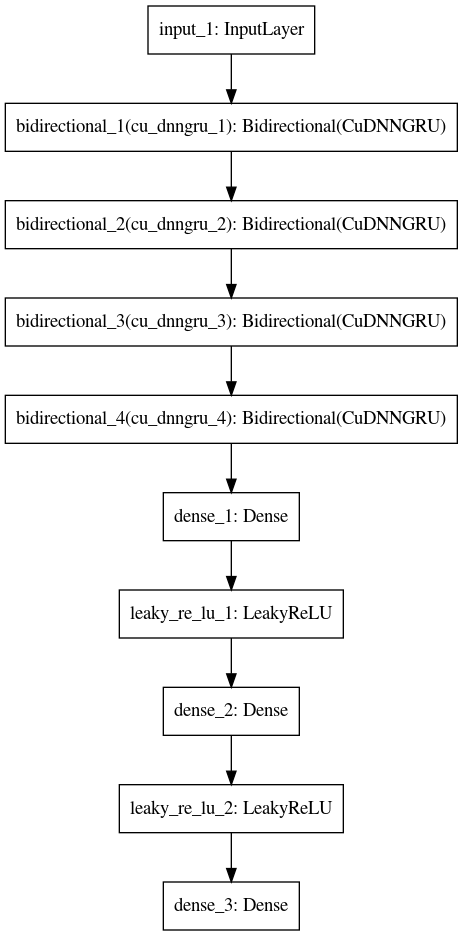 input_1: InputLayer
bidirectional_1(cu_dnngru_1): Bidirectional(CuDNNGRU)
bidirectional_2(cu_dnngru_2): Bidirectional(CuDNNGRU)
bidirectional_3(cu_dnngru_3): Bidirectional(CuDNNGRU)
bidirectional_4(cu_dnngru_4): Bidirectional(CuDNNGRU)
dense_1: Dense
leaky_re_lu_1: LeakyReLU
dense_2: Dense
leaky_re_lu_2: LeakyReLU
dense_3: Dense